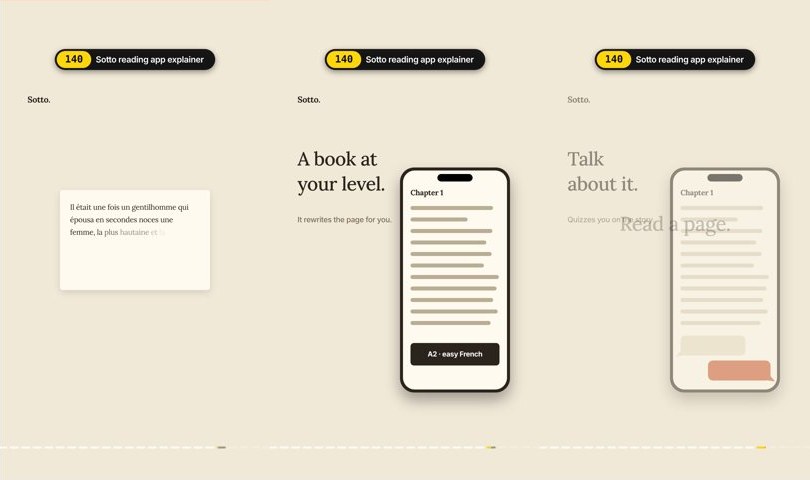 140 Sotto reading app explainer
Sotto.
Il était une fois un gentilhomme qui
épousa en secondes noces une
femme, la plus hautaine et
140 Sotto reading app explainer
Sotto.
A book at
your level.
It rewrites the page for you.
Chapter 1
A2 · easy French
140 Sotto reading app explainer
Sotto.
Talk
about it.
Quizzes you on the story.
Read a page.
Chapter 1